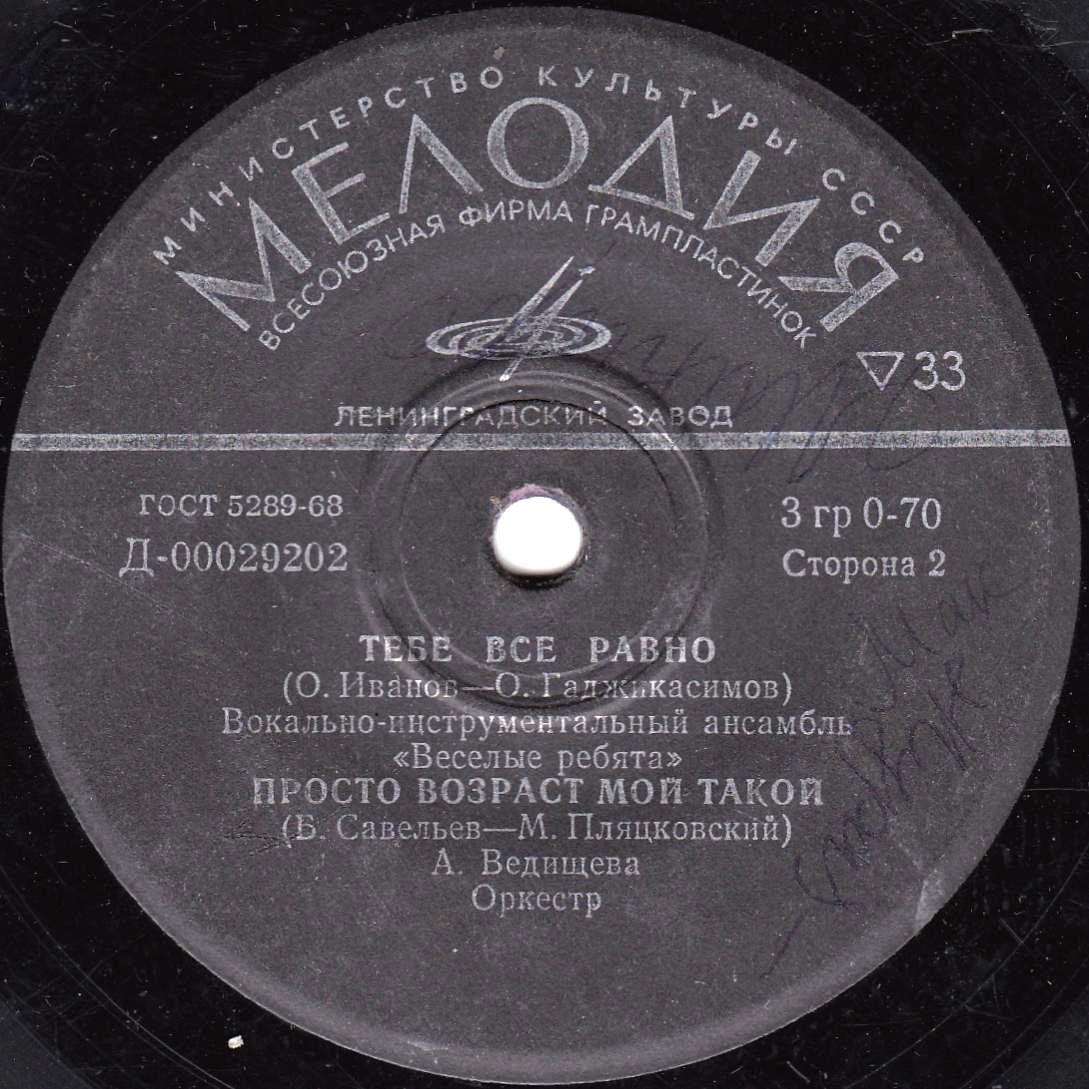 МИНИСТЕРСТВО КУЛЬТУРЫ СССР
МЕЛОДИЯ
ВСЕСОЮЗНАЯ ФИРМА ГРАМПЛАСТИНОК
33
ЛЕНИНГРАДСКИЙ ЗАВОД
ГОСТ 5289-68
Д-00029202
3 гр 0-70
Сторона 2
ТЕБЕ ВСЕ РАВНО
(О. Иванов—О. Гаджикасимов)
Вокально-инструментальный ансамбль
«Веселые ребята»
ПРОСТО ВОЗРАСТ МОЙ ТАКОЙ
(Б. Савельев—М. Пляцковский)
А. Ведищева
Оркестр